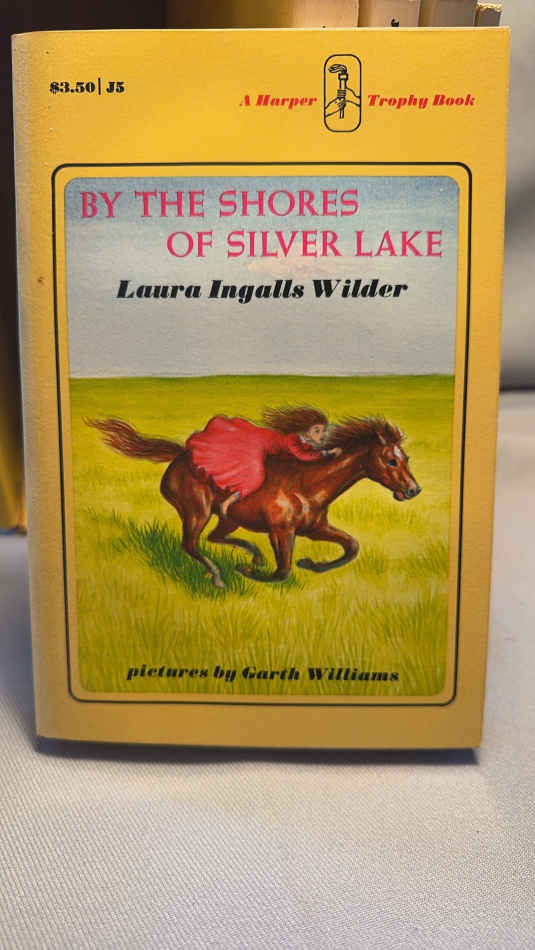 $3.50 | J5
A Harper Trophy Book
BY THE SHORES
OF SILVER LAKE
Laura Ingalls Wilder
pictures by Garth Williams